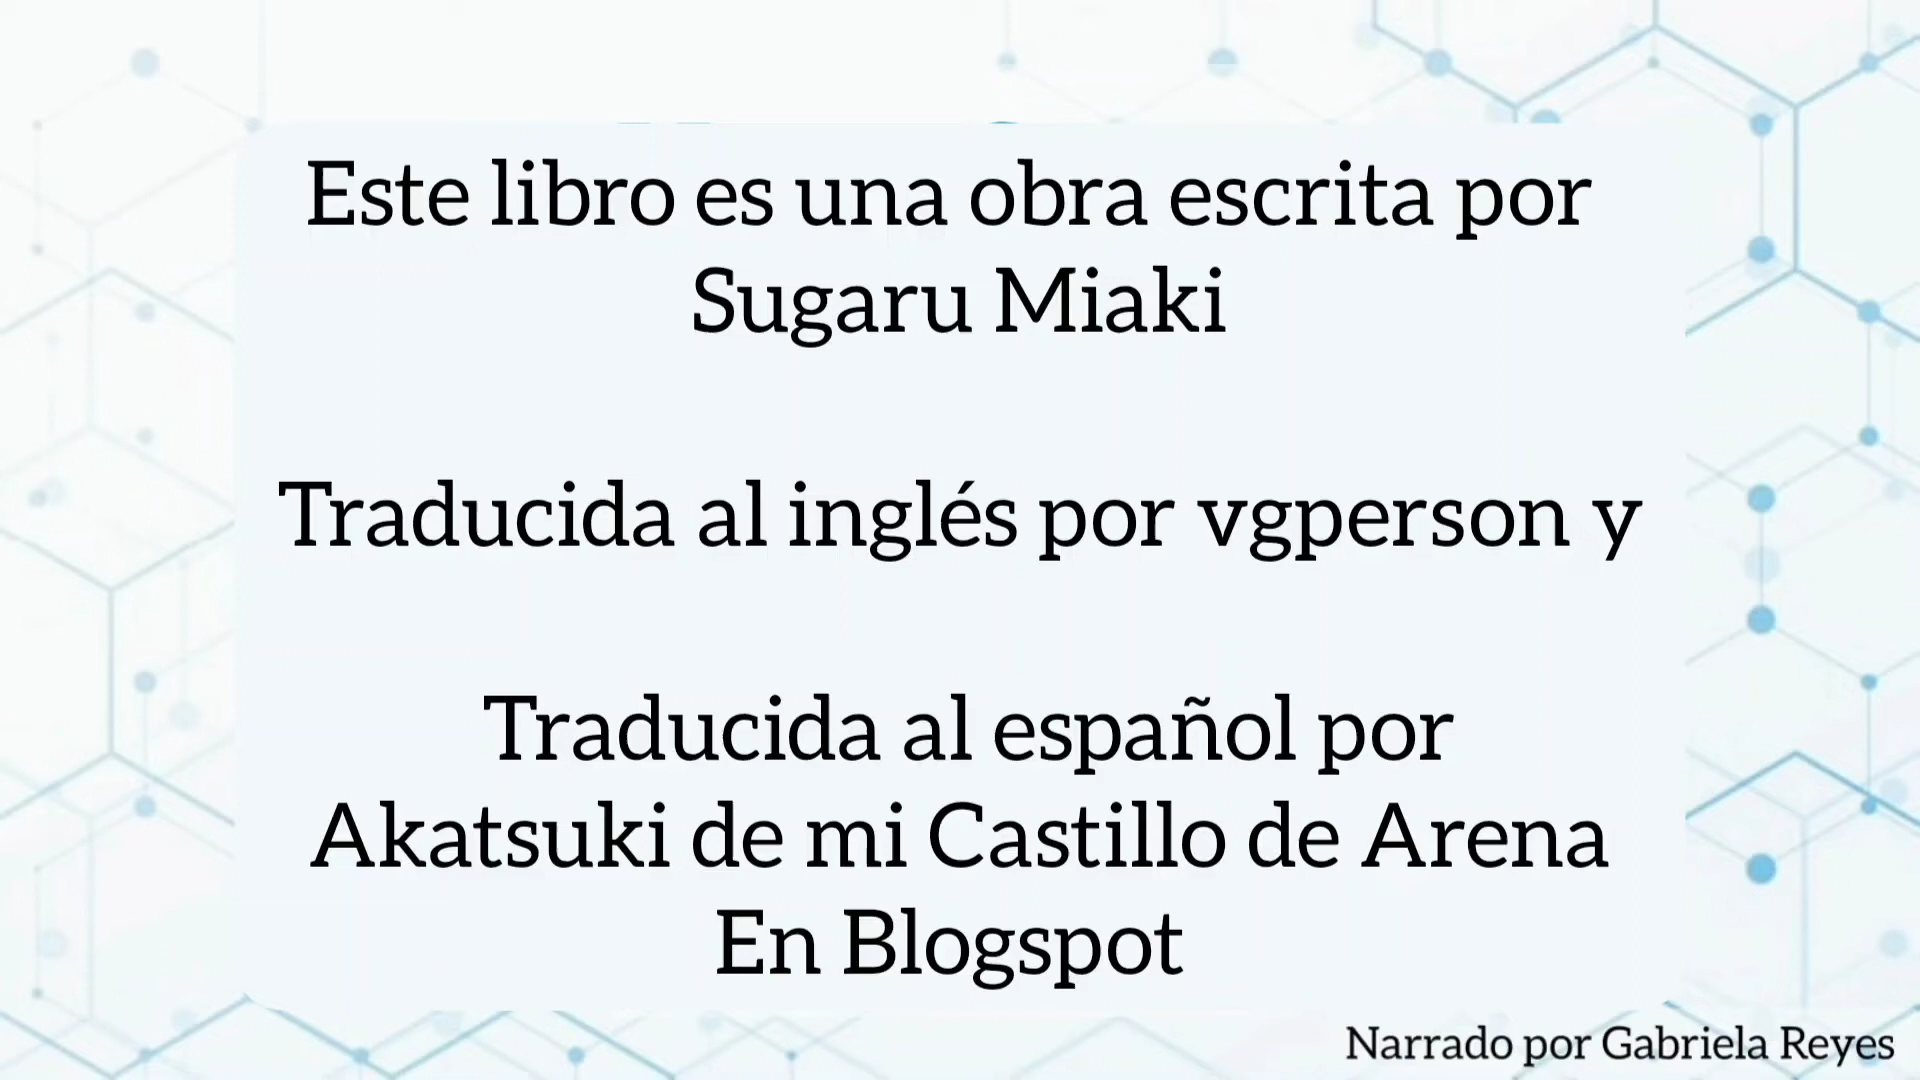 Este libro es una obra escrita por
Sugaru Miaki
Traducida al inglés por vgperson y
Traducida al español por
Akatsuki de mi Castillo de Arena
En Blogspot
Narrado por Gabriela Reyes